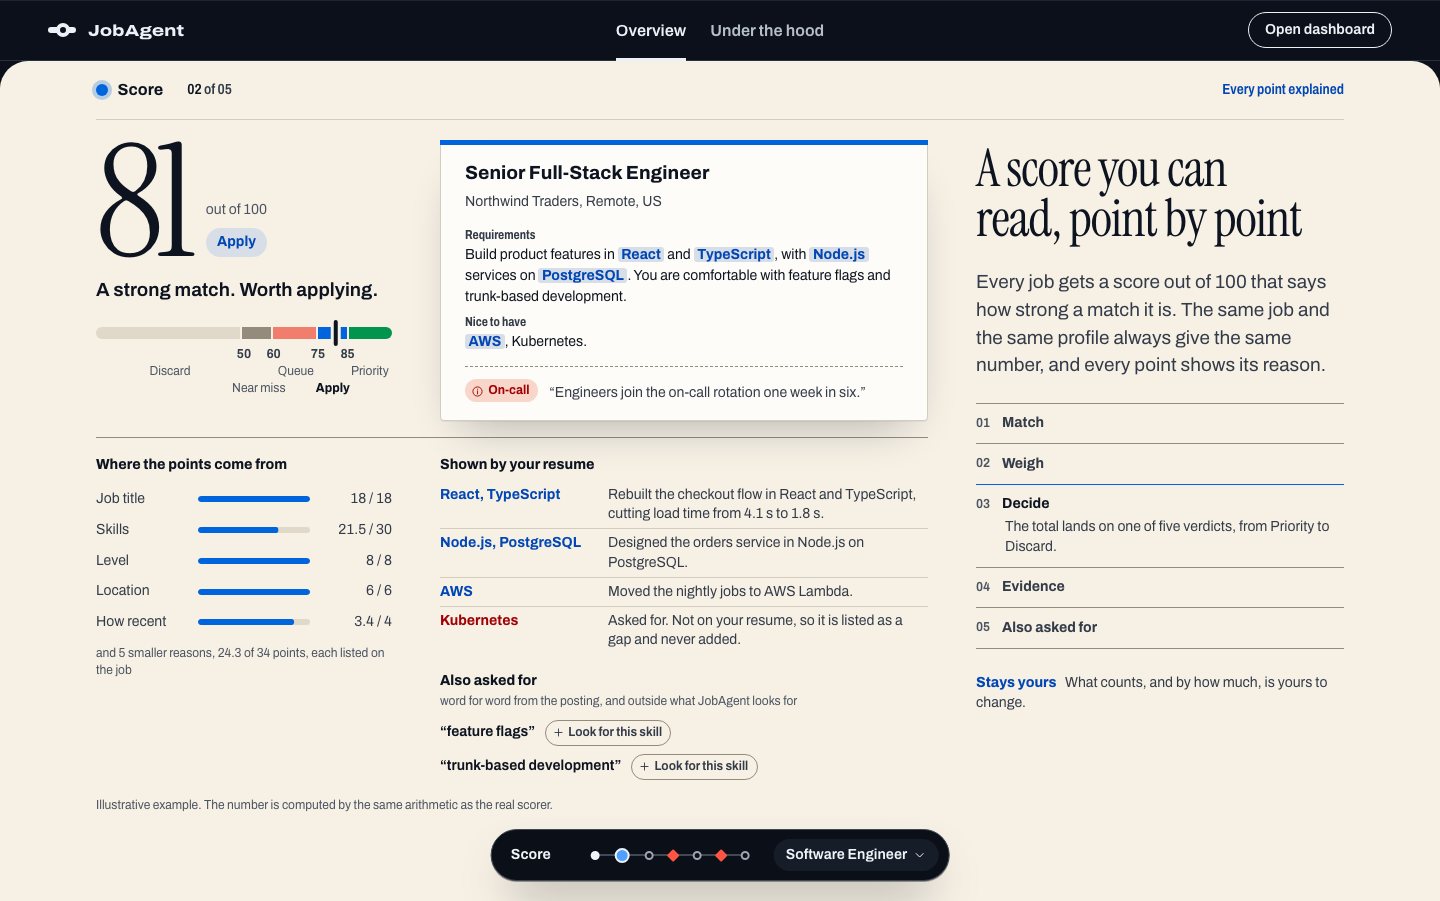 JobAgent
Overview
Under the hood
Open dashboard
Score
02 of 05
Every point explained
81
out of 100
Apply
A strong match. Worth applying.
50
60
75
85
Discard
Queue
Priority
Near miss
Apply
Senior Full-Stack Engineer
Northwind Traders, Remote, US
Requirements
Build product features in React and TypeScript, with Node.js
services on PostgreSQL. You are comfortable with feature flags and
trunk-based development.
Nice to have
AWS, Kubernetes.
On-call
“Engineers join the on-call rotation one week in six.”
Where the points come from
Job title
18 / 18
Skills
21.5 / 30
Level
8 / 8
Location
6 / 6
How recent
3.4 / 4
and 5 smaller reasons, 24.3 of 34 points, each listed on
the job
Shown by your resume
React, TypeScript
Rebuilt the checkout flow in React and TypeScript,
cutting load time from 4.1 s to 1.8 s.
Node.js, PostgreSQL
Designed the orders service in Node.js on
PostgreSQL.
AWS
Moved the nightly jobs to AWS Lambda.
Kubernetes
Asked for. Not on your resume, so it is listed as a
gap and never added.
Also asked for
word for word from the posting, and outside what JobAgent looks for
“feature flags”
+ Look for this skill
“trunk-based development”
+ Look for this skill
Illustrative example. The number is computed by the same arithmetic as the real scorer.
A score you can
read, point by point
Every job gets a score out of 100 that says
how strong a match it is. The same job and
the same profile always give the same
number, and every point shows its reason.
01 Match
02 Weigh
03 Decide
The total lands on one of five verdicts, from Priority to
Discard.
04 Evidence
05 Also asked for
Stays yours What counts, and by how much, is yours to
change.
Score
Software Engineer